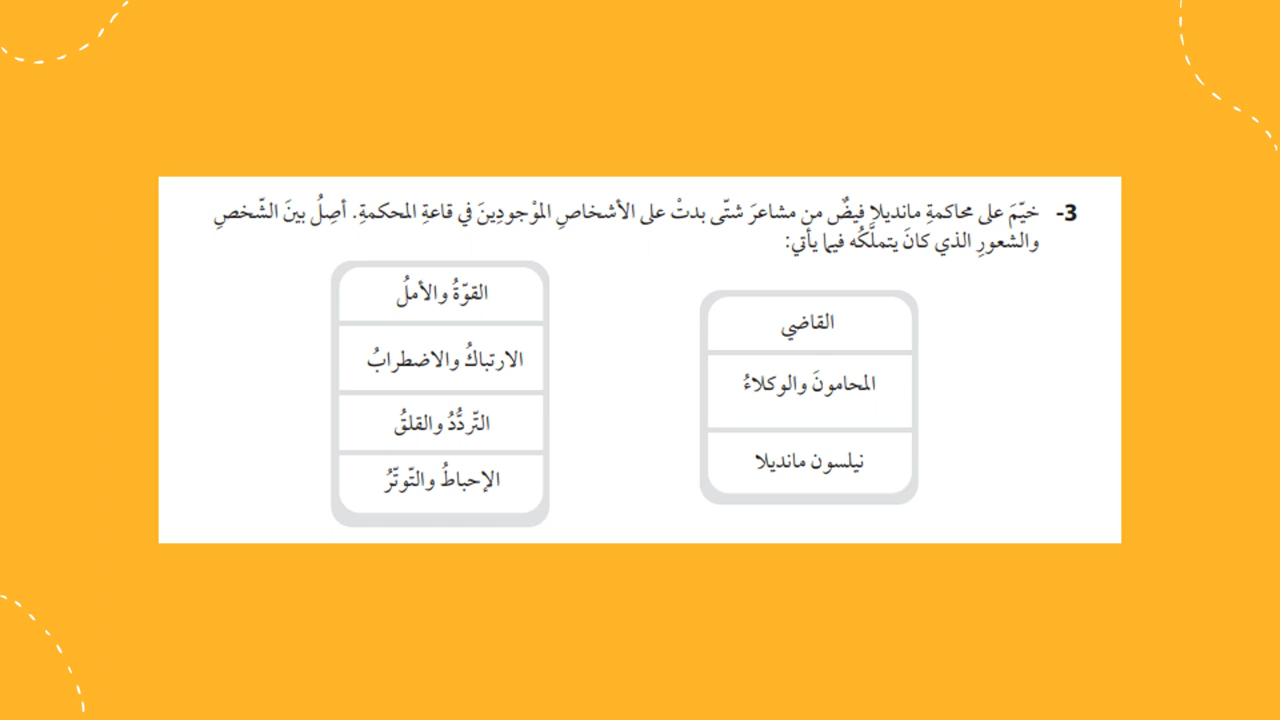 3- خيّمَ على محاكمةِ مانديلا فيضٌ من مشاعرَ شتّى بدتْ على الأشخاصِ الموْجودِينَ في قاعةِ المحكمةِ. أصِلُ بينَ الشّخصِ
والشعورِ الذي كانَ يتملَّكُه فيما يأتي:
القاضي
المحامونَ والوكلاءُ
نيلسون مانديلا
القوّةُ والأملُ
الارتباكُ والاضطرابُ
التّردُّدُ والقلقُ
الإحباطُ والتّوتّرُ